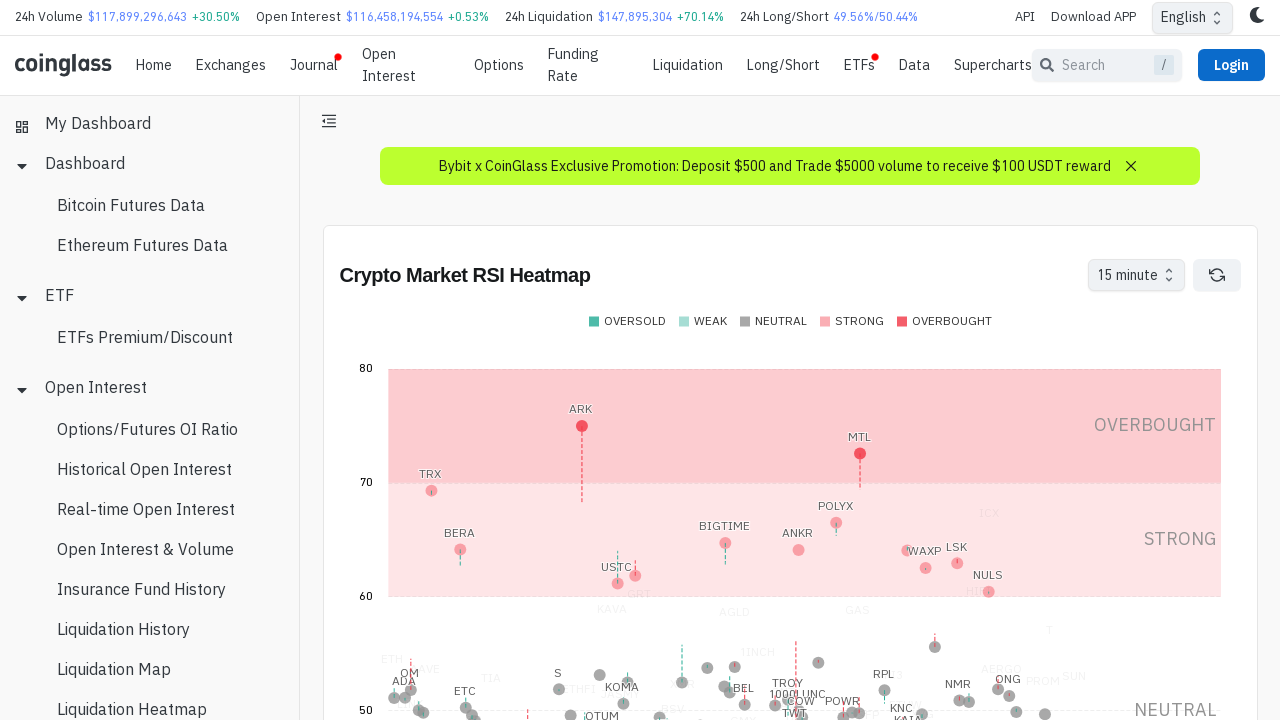 24h Volume $117,899,296,643 +30.50% Open Interest $116,458,194,554 +0.53% 24h Liquidation $147,895,304 +70.14% 24h Long/Short 49.56%/50.44% API Download APP English
coinglass Home Exchanges Journal Open Interest Options Funding Rate Liquidation Long/Short ETFs Data Supercharts Search / Login
My Dashboard
Dashboard
Bitcoin Futures Data
Ethereum Futures Data
ETF
ETFs Premium/Discount
Open Interest
Options/Futures OI Ratio
Historical Open Interest
Real-time Open Interest
Open Interest & Volume
Insurance Fund History
Liquidation History
Liquidation Map
Liquidation Heatmap
Bybit x CoinGlass Exclusive Promotion: Deposit $500 and Trade $5000 volume to receive $100 USDT reward
Crypto Market RSI Heatmap
15 minute
OVERSOLD WEAK NEUTRAL STRONG OVERBOUGHT
80
ARK
OVERBOUGHT
MTL
TRX
70
POLYX
ICX
BIGTIME
BERA
ANKR
STRONG
WAXP
LSK
USTC
NULS
GRT
60
KAVA
AGLD
GAS
T
1INCH
ETH
OM
S
TIA
RPL
AERGO
SUN
ADA
KOMA
TROY
NMR
ONG
PROM
ETC
BEL
1000LUNC
COW
POWR
KNC
50
OTUM
TWT
NEUTRAL